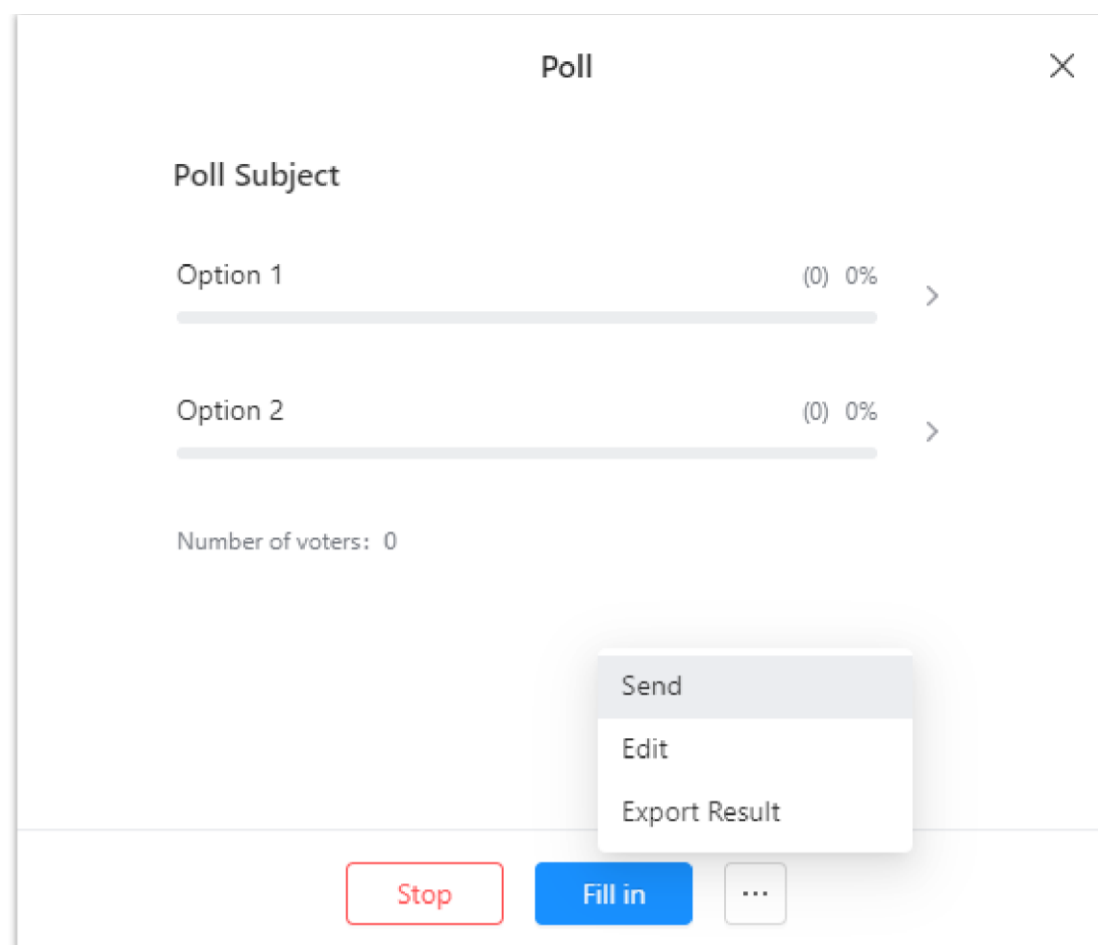 Poll
Poll Subject
Option 1 (0) 0%
Option 2 (0) 0%
Number of voters: 0
Send
Edit
Export Result
Stop Fill in ...